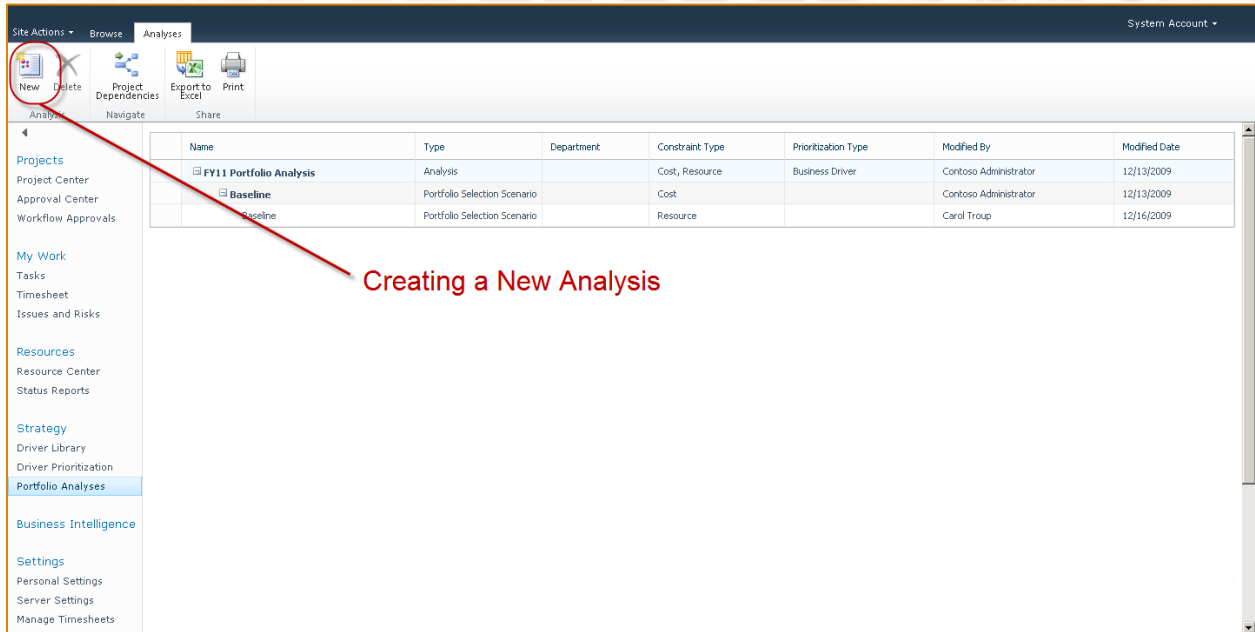 System Account
Site Actions Browse Analyses
New Delete Project Dependencies Export to Excel Print
Analysis Navigate Share
Name Type Department Constraint Type Prioritization Type Modified By Modified Date
FY11 Portfolio Analysis Analysis Cost, Resource Business Driver Contoso Administrator 12/13/2009
Baseline Portfolio Selection Scenario Cost Contoso Administrator 12/13/2009
Baseline Portfolio Selection Scenario Resource Carol Troup 12/16/2009
Creating a New Analysis
Projects
Project Center
Approval Center
Workflow Approvals
My Work
Tasks
Timesheet
Issues and Risks
Resources
Resource Center
Status Reports
Strategy
Driver Library
Driver Prioritization
Portfolio Analyses
Business Intelligence
Settings
Personal Settings
Server Settings
Manage Timesheets